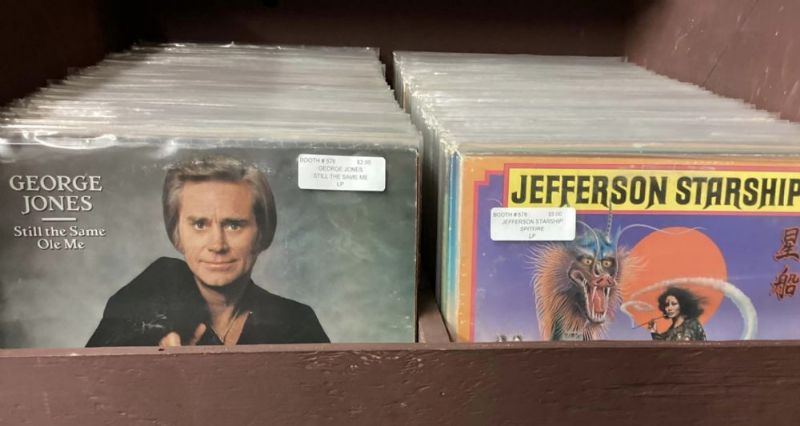 GEORGE
JONES
Still the Same
Ole Me
BOOTH # 576 $3.00
GEORGE JONES
STILL THE SAME ME
LP
JEFFERSON STARSHIP
BOOTH # 576 $5.00
JEFFERSON STARSHIP
SPITFIRE
LP
星
船